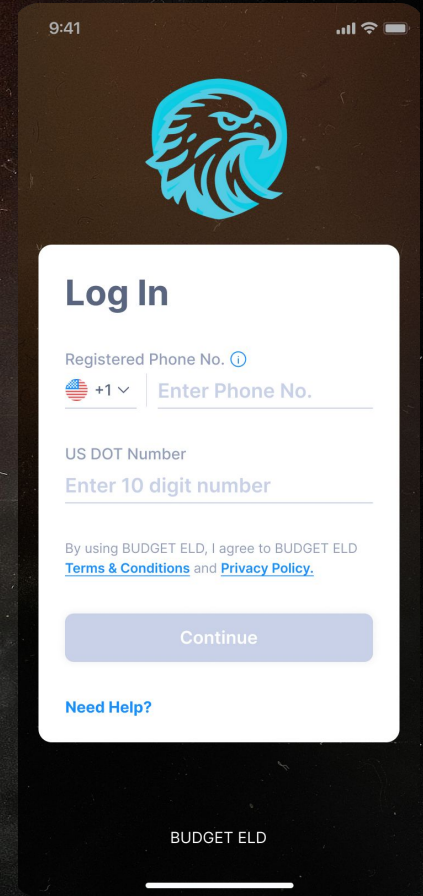 9:41
Log In
Registered Phone No.
+1 Enter Phone No.
US DOT Number
Enter 10 digit number
By using BUDGET ELD, I agree to BUDGET ELD
Terms & Conditions and Privacy Policy.
Continue
Need Help?
BUDGET ELD